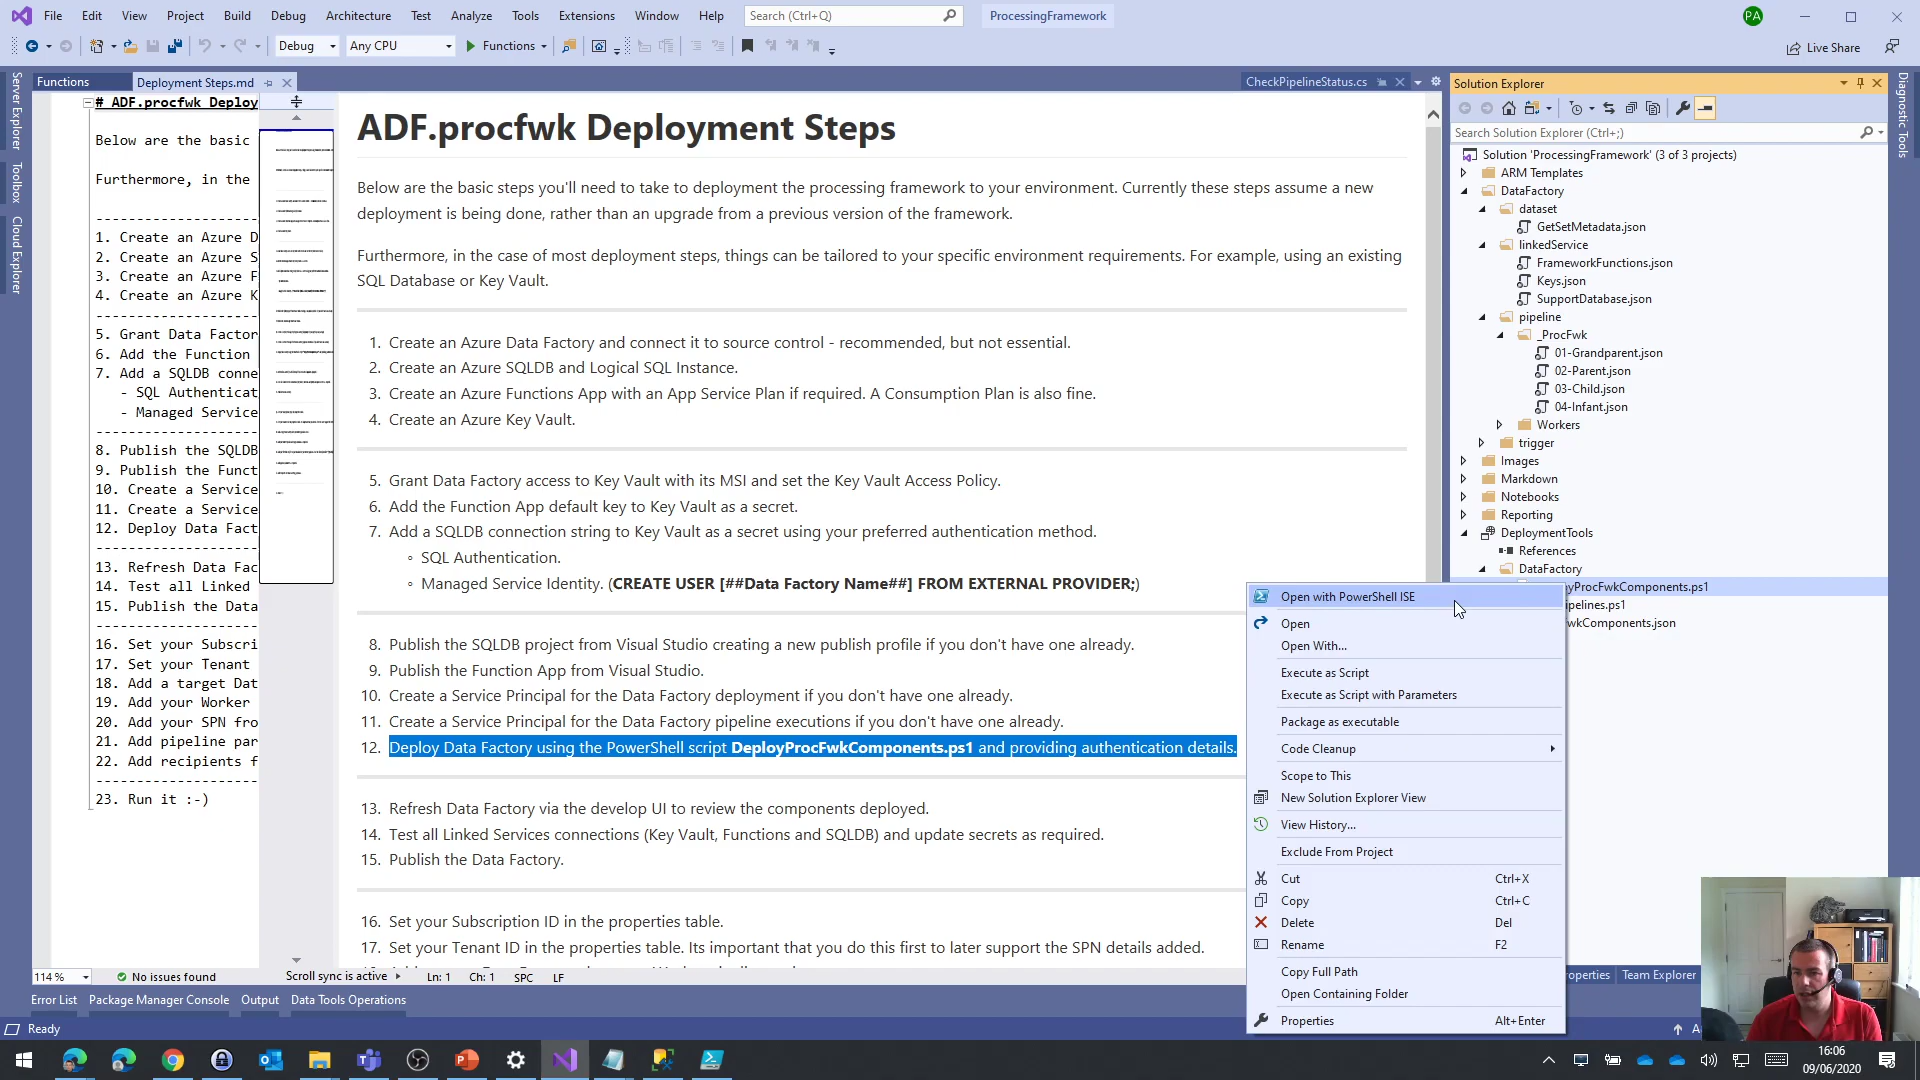 File Edit View Project Build Debug Architecture Test Analyze Tools Extensions Window Help Search (Ctrl+Q) ProcessingFramework PA
Debug Any CPU Functions Live Share
Server Explorer
Toolbox
Cloud Explorer
Functions Deployment Steps.md CheckPipelineStatus.cs
# ADF.procfwk Deploy
Below are the basic
Furthermore, in the
--------------------
1. Create an Azure D
2. Create an Azure S
3. Create an Azure F
4. Create an Azure K
--------------------
5. Grant Data Factor
6. Add the Function
7. Add a SQLDB conne
- SQL Authenticat
- Managed Service
--------------------
8. Publish the SQLDB
9. Publish the Funct
10. Create a Service
11. Create a Service
12. Deploy Data Fact
--------------------
13. Refresh Data Fac
14. Test all Linked
15. Publish the Data
--------------------
16. Set your Subscri
17. Set your Tenant
18. Add a target Dat
19. Add your Worker
20. Add your SPN fro
21. Add pipeline par
22. Add recipients f
--------------------
23. Run it :-)
ADF.procfwk Deployment Steps
Below are the basic steps you'll need to take to deployment the processing framework to your environment. Currently these steps assume a new
deployment is being done, rather than an upgrade from a previous version of the framework.
Furthermore, in the case of most deployment steps, things can be tailored to your specific environment requirements. For example, using an existing
SQL Database or Key Vault.
1. Create an Azure Data Factory and connect it to source control - recommended, but not essential.
2. Create an Azure SQLDB and Logical SQL Instance.
3. Create an Azure Functions App with an App Service Plan if required. A Consumption Plan is also fine.
4. Create an Azure Key Vault.
5. Grant Data Factory access to Key Vault with its MSI and set the Key Vault Access Policy.
6. Add the Function App default key to Key Vault as a secret.
7. Add a SQLDB connection string to Key Vault as a secret using your preferred authentication method.
◦ SQL Authentication.
◦ Managed Service Identity. (CREATE USER [##Data Factory Name##] FROM EXTERNAL PROVIDER;)
8. Publish the SQLDB project from Visual Studio creating a new publish profile if you don't have one already.
9. Publish the Function App from Visual Studio.
10. Create a Service Principal for the Data Factory deployment if you don't have one already.
11. Create a Service Principal for the Data Factory pipeline executions if you don't have one already.
12. Deploy Data Factory using the PowerShell script DeployProcFwkComponents.ps1 and providing authentication details.
13. Refresh Data Factory via the develop UI to review the components deployed.
14. Test all Linked Services connections (Key Vault, Functions and SQLDB) and update secrets as required.
15. Publish the Data Factory.
16. Set your Subscription ID in the properties table.
17. Set your Tenant ID in the properties table. Its important that you do this first to later support the SPN details added.
Solution Explorer
Search Solution Explorer (Ctrl+;)
Solution 'ProcessingFramework' (3 of 3 projects)
ARM Templates
DataFactory
dataset
GetSetMetadata.json
linkedService
FrameworkFunctions.json
Keys.json
SupportDatabase.json
pipeline
_ProcFwk
01-Grandparent.json
02-Parent.json
03-Child.json
04-Infant.json
Workers
trigger
Images
Markdown
Notebooks
Reporting
DeploymentTools
References
DataFactory
yProcFwkComponents.ps1
ipelines.ps1
wkComponents.json
Diagnostic Tools
Open with PowerShell ISE
Open
Open With...
Execute as Script
Execute as Script with Parameters
Package as executable
Code Cleanup
Scope to This
New Solution Explorer View
View History...
Exclude From Project
Cut Ctrl+X
Copy Ctrl+C
Delete Del
Rename F2
Copy Full Path
Open Containing Folder
Properties Alt+Enter
roperties Team Explorer
114 % No issues found Scroll sync is active Ln: 1 Ch: 1 SPC LF
Error List Package Manager Console Output Data Tools Operations
Ready
16:06
09/06/2020